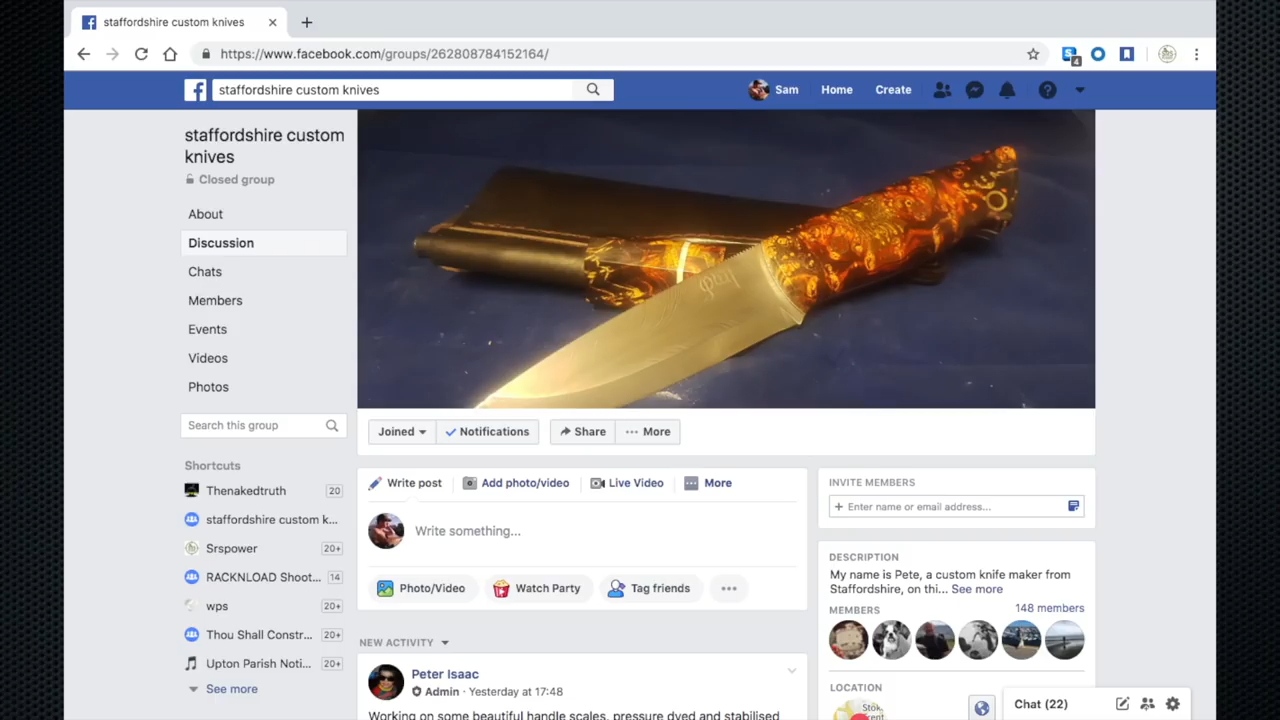 staffordshire custom knives
https://www.facebook.com/groups/262808784152164/
4
staffordshire custom knives
Sam
Home
Create
staffordshire custom
knives
Closed group
About
Discussion
Chats
Members
Events
Videos
Photos
Search this group
Shortcuts
Thenakedtruth 20
staffordshire custom k...
Srspower 20+
RACKNLOAD Shoot... 14
wps 20+
Thou Shall Constr... 20+
Upton Parish Noti... 20+
See more
Joined
Notifications
Share
More
Write post
Add photo/video
Live Video
More
Write something...
Photo/Video
Watch Party
Tag friends
NEW ACTIVITY
Peter Isaac
Admin · Yesterday at 17:48
Working on some beautiful handle scales, pressure dyed and stabilised
INVITE MEMBERS
+ Enter name or email address...
DESCRIPTION
My name is Pete, a custom knife maker from
Staffordshire, on thi... See more
MEMBERS
148 members
LOCATION
Chat (22)